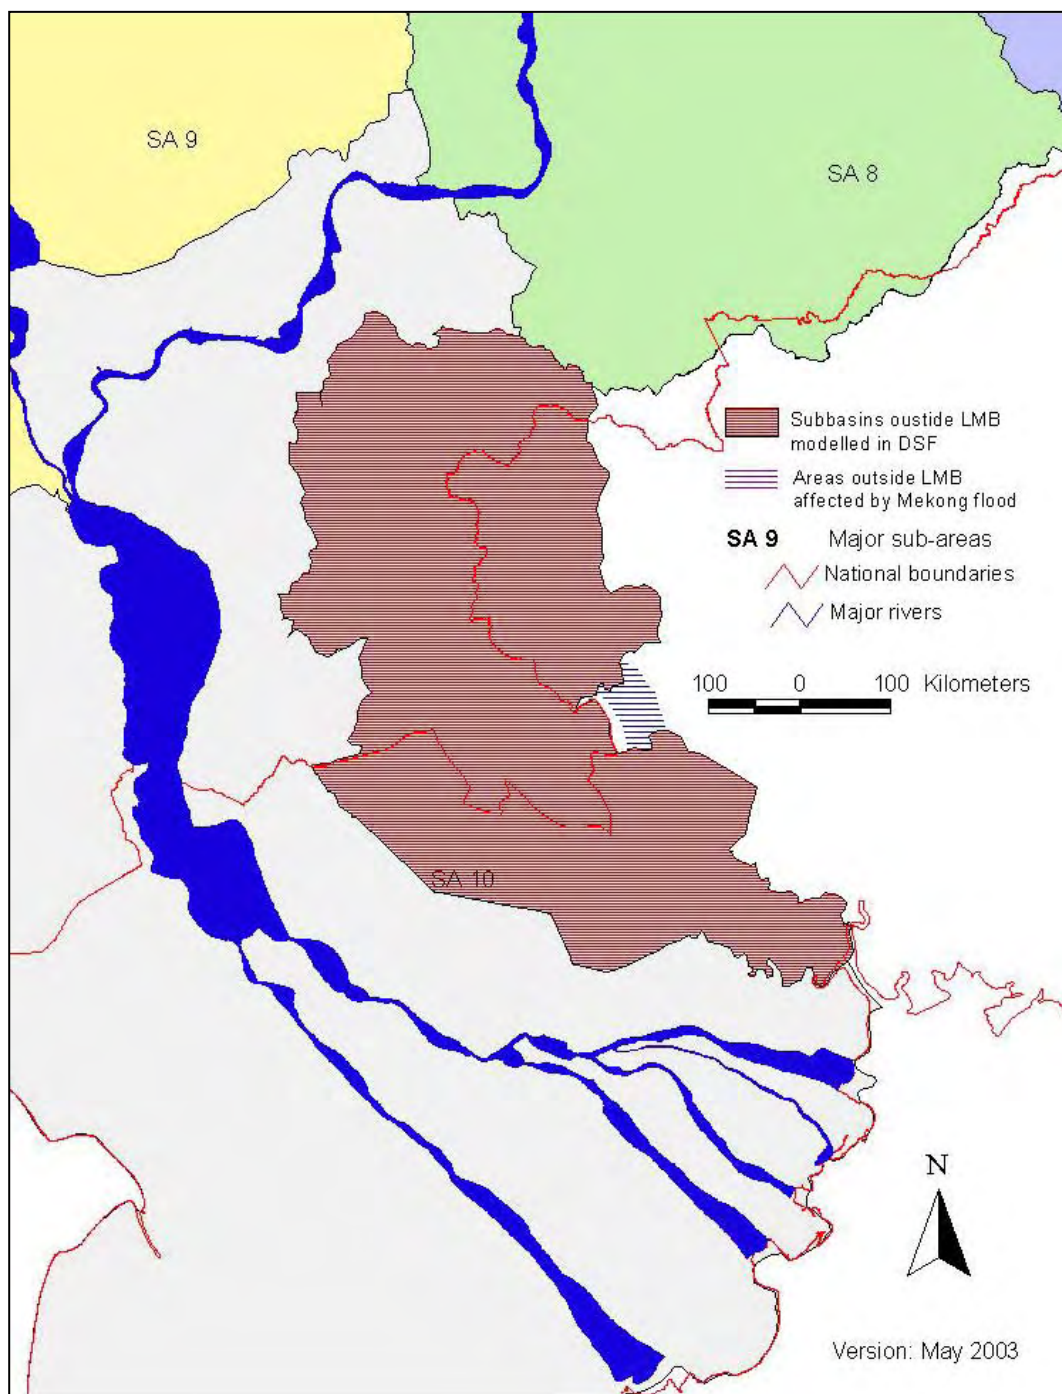 SA 9
SA 8
Subbasins oustide LMB
modelled in DSF
Areas outside LMB
affected by Mekong flood
SA 9 Major sub-areas
National boundaries
Major rivers
100 0 100 Kilometers
SA 10
N
Version: May 2003